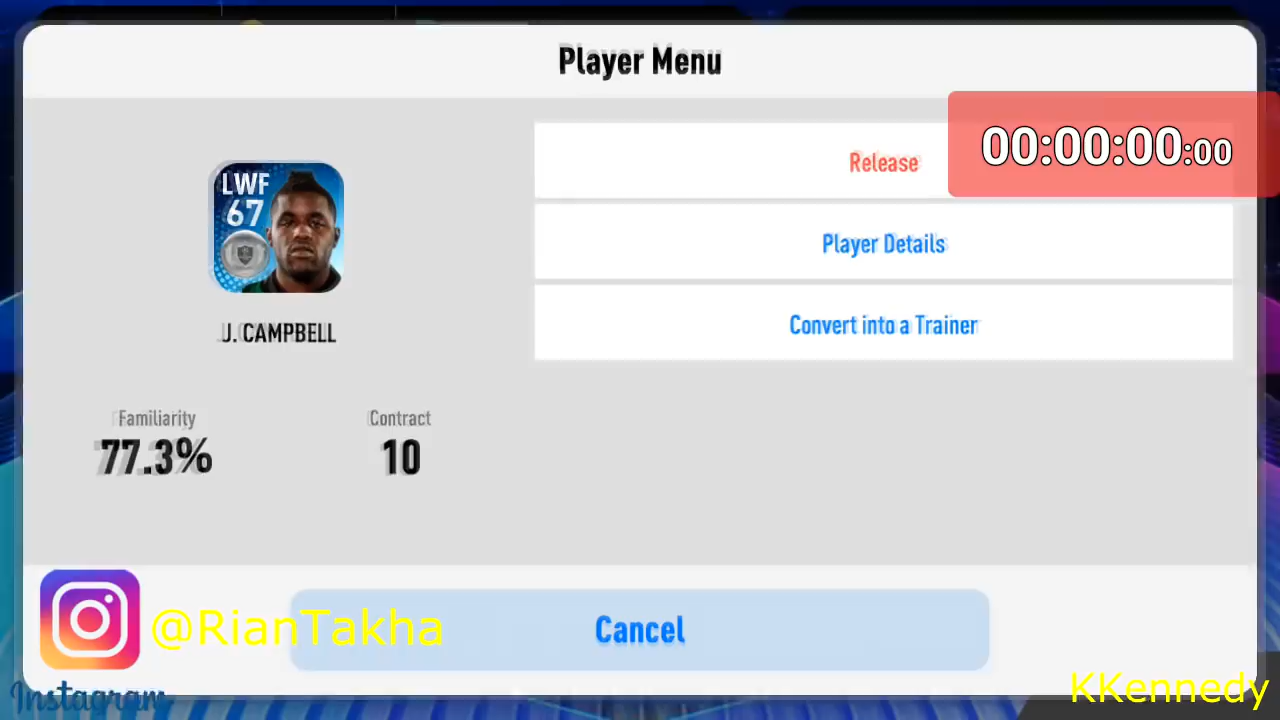 Player Menu
00:00:00:00
Release
LWF
67
Player Details
Convert into a Trainer
J. CAMPBELL
Familiarity
Contract
77.3%
10
@RianTakha
Cancel
Instagram
KKennedy